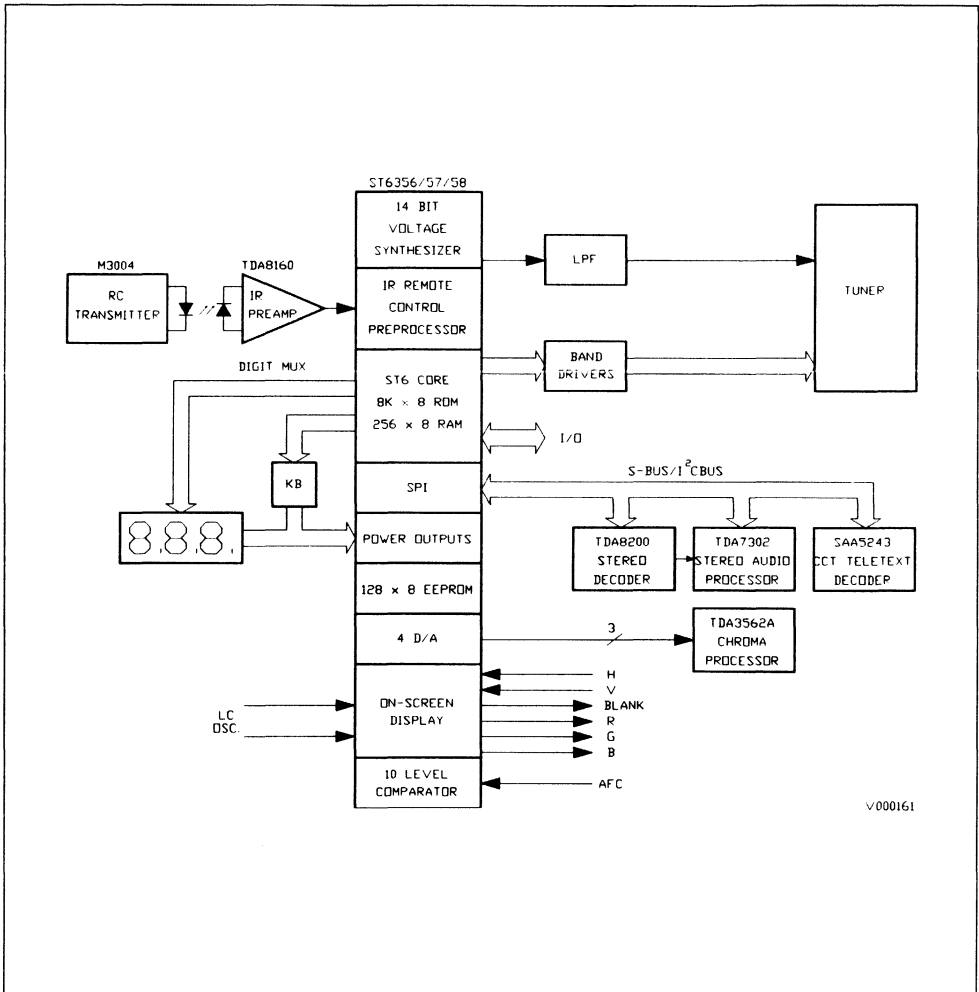 ST6356/57/58
14 BIT
VOLTAGE
SYNTHESIZER
LPF
TUNER
M3004
TDA8160
RC
TRANSMITTER
IR
PREAMP
IR REMOTE
CONTROL
PREPROCESSOR
DIGIT MUX
ST6 CORE
8K × 8 ROM
256 × 8 RAM
BAND
DRIVERS
I/O
KB
SPI
S-BUS/I²CBUS
8.8.8.
POWER OUTPUTS
TDA8200
STEREO
DECODER
TDA7302
STEREO AUDIO
PROCESSOR
SAA5243
CCT TELETEXT
DECODER
128 × 8 EEPROM
4 D/A
3
TDA3562A
CHROMA
PROCESSOR
LC
OSC.
ON-SCREEN
DISPLAY
H
V
BLANK
R
G
B
10 LEVEL
COMPARATOR
AFC
V000161